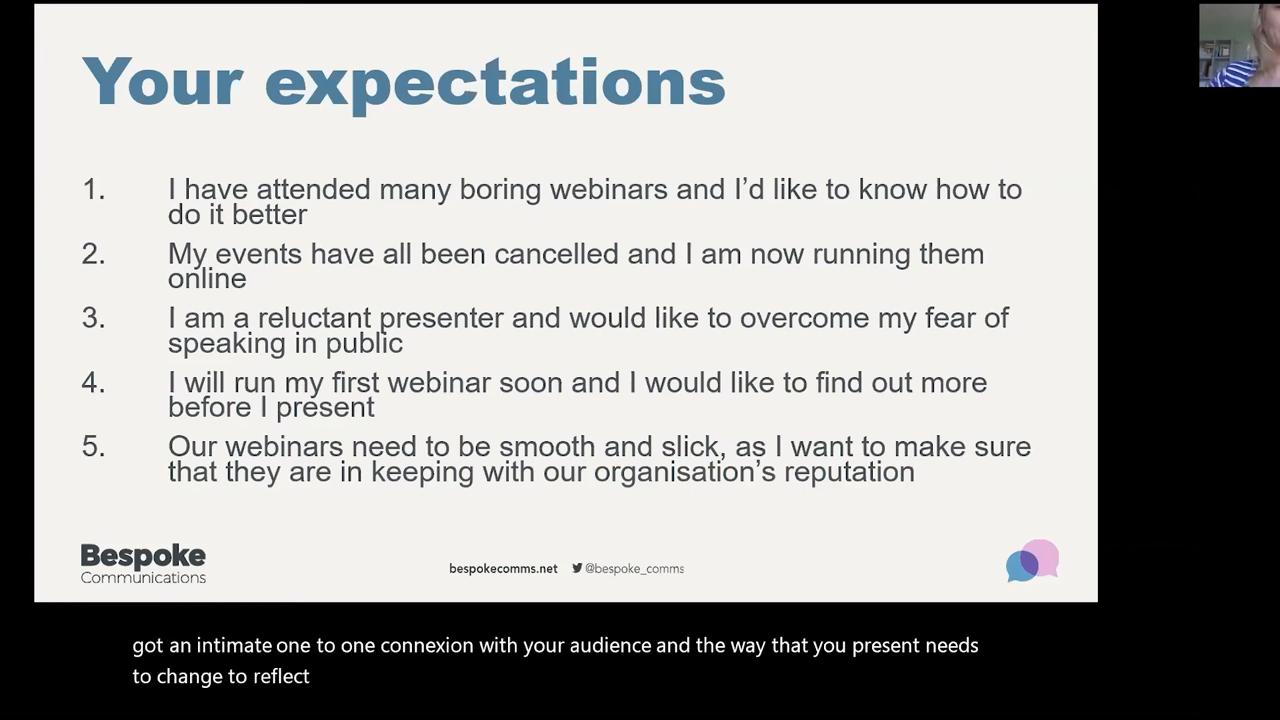 Your expectations
1. I have attended many boring webinars and I’d like to know how to
do it better
2. My events have all been cancelled and I am now running them
online
3. I am a reluctant presenter and would like to overcome my fear of
speaking in public
4. I will run my first webinar soon and I would like to find out more
before I present
5. Our webinars need to be smooth and slick, as I want to make sure
that they are in keeping with our organisation’s reputation
Bespoke
Communications
bespokecomms.net @bespoke_comms
got an intimate one to one connexion with your audience and the way that you present needs
to change to reflect